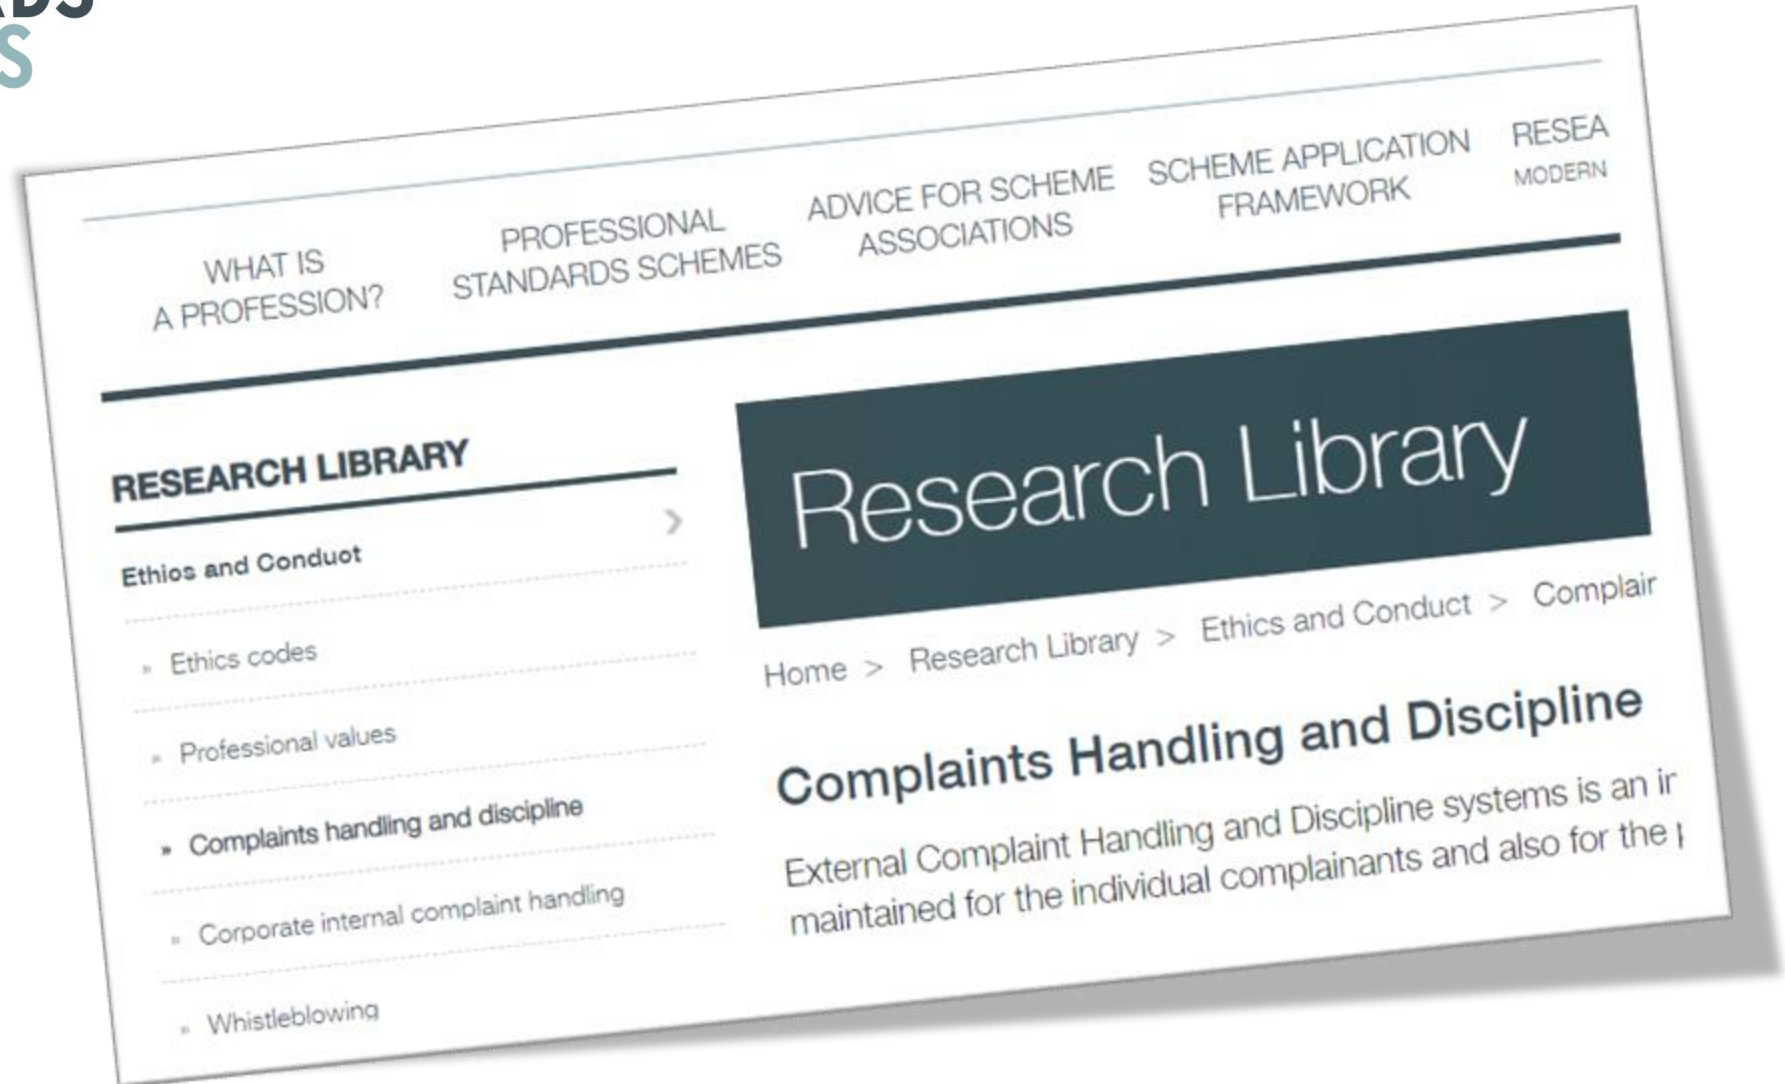 WHAT IS
A PROFESSION?
PROFESSIONAL
STANDARDS SCHEMES
ADVICE FOR SCHEME
ASSOCIATIONS
SCHEME APPLICATION
FRAMEWORK
RESEA
MODERN
RESEARCH LIBRARY
Ethios and Conduot
» Ethics codes
» Professional values
» Complaints handling and discipline
» Corporate internal complaint handling
» Whistleblowing
Research Library
Home > Research Library > Ethics and Conduct > Complair
Complaints Handling and Discipline
External Complaint Handling and Discipline systems is an ir
maintained for the individual complainants and also for the